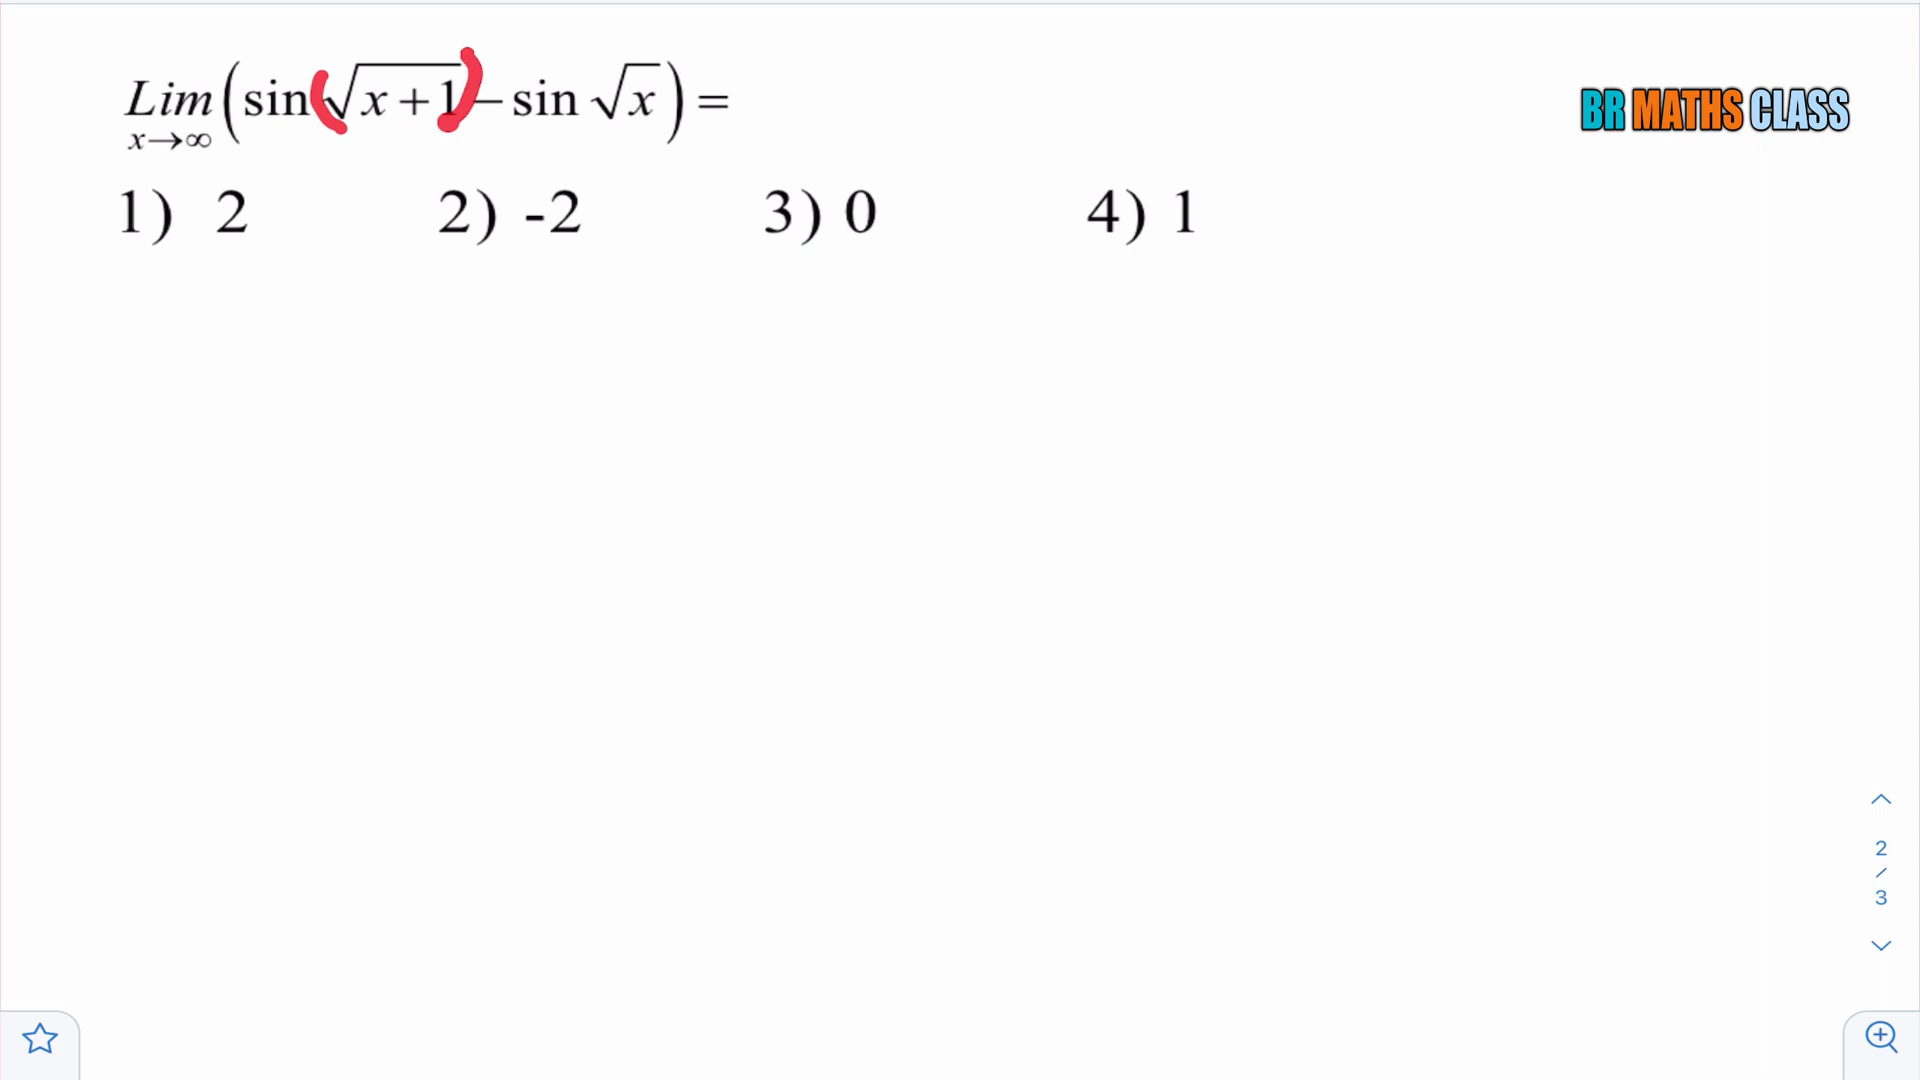 Lim (sin(√x+1) − sin √x) =
x→∞
BR MATHS CLASS
1) 2 2) -2 3) 0 4) 1
2
/
3